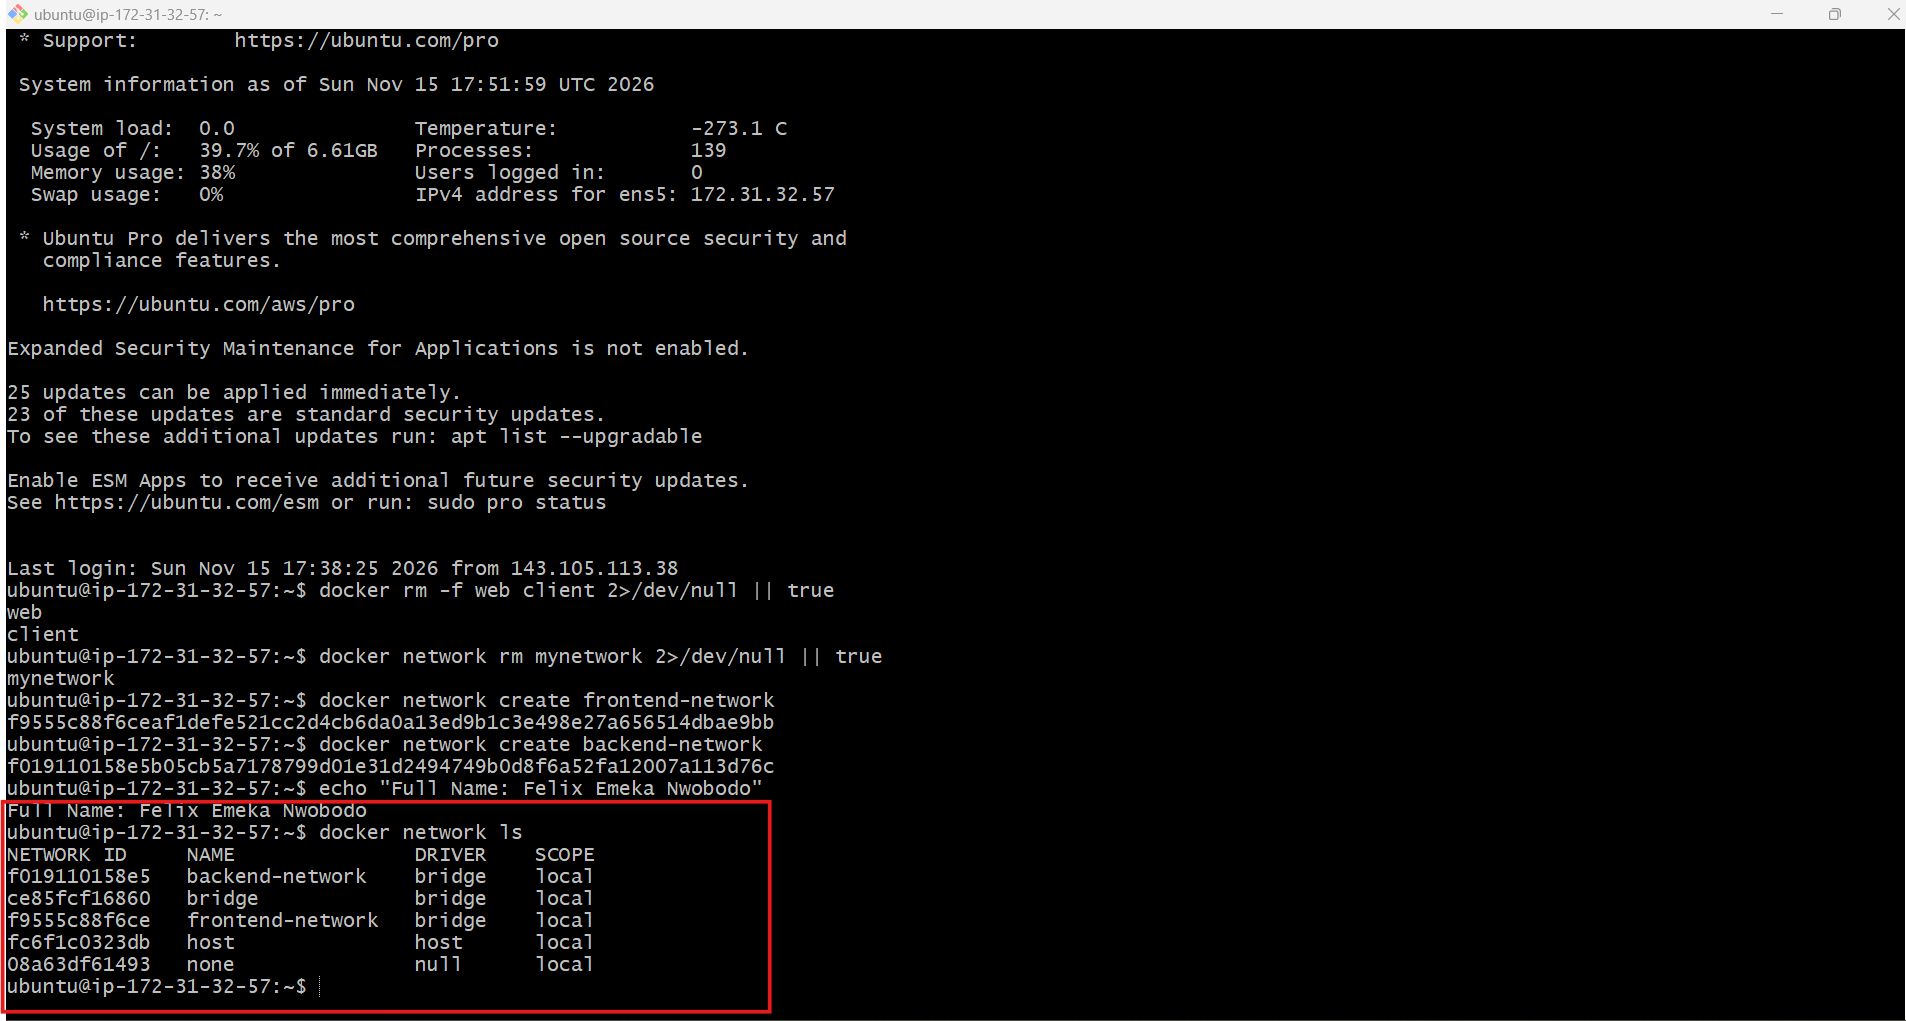 ubuntu@ip-172-31-32-57: ~
* Support:        https://ubuntu.com/pro
System information as of Sun Nov 15 17:51:59 UTC 2026
System load:  0.0               Temperature:           -273.1 C
Usage of /:   39.7% of 6.61GB   Processes:             139
Memory usage: 38%               Users logged in:       0
Swap usage:   0%                IPv4 address for ens5: 172.31.32.57
* Ubuntu Pro delivers the most comprehensive open source security and
compliance features.
https://ubuntu.com/aws/pro
Expanded Security Maintenance for Applications is not enabled.
25 updates can be applied immediately.
23 of these updates are standard security updates.
To see these additional updates run: apt list --upgradable
Enable ESM Apps to receive additional future security updates.
See https://ubuntu.com/esm or run: sudo pro status
Last login: Sun Nov 15 17:38:25 2026 from 143.105.113.38
ubuntu@ip-172-31-32-57:~$ docker rm -f web client 2>/dev/null || true
web
client
ubuntu@ip-172-31-32-57:~$ docker network rm mynetwork 2>/dev/null || true
mynetwork
ubuntu@ip-172-31-32-57:~$ docker network create frontend-network
f9555c88f6ceaf1defe521cc2d4cb6da0a13ed9b1c3e498e27a656514dbae9bb
ubuntu@ip-172-31-32-57:~$ docker network create backend-network
f019110158e5b05cb5a7178799d01e31d2494749b0d8f6a52fa12007a113d76c
ubuntu@ip-172-31-32-57:~$ echo "Full Name: Felix Emeka Nwobodo"
Full Name: Felix Emeka Nwobodo
ubuntu@ip-172-31-32-57:~$ docker network ls
NETWORK ID     NAME               DRIVER    SCOPE
f019110158e5   backend-network    bridge    local
ce85fcf16860   bridge             bridge    local
f9555c88f6ce   frontend-network   bridge    local
fc6f1c0323db   host               host      local
08a63df61493   none               null      local
ubuntu@ip-172-31-32-57:~$